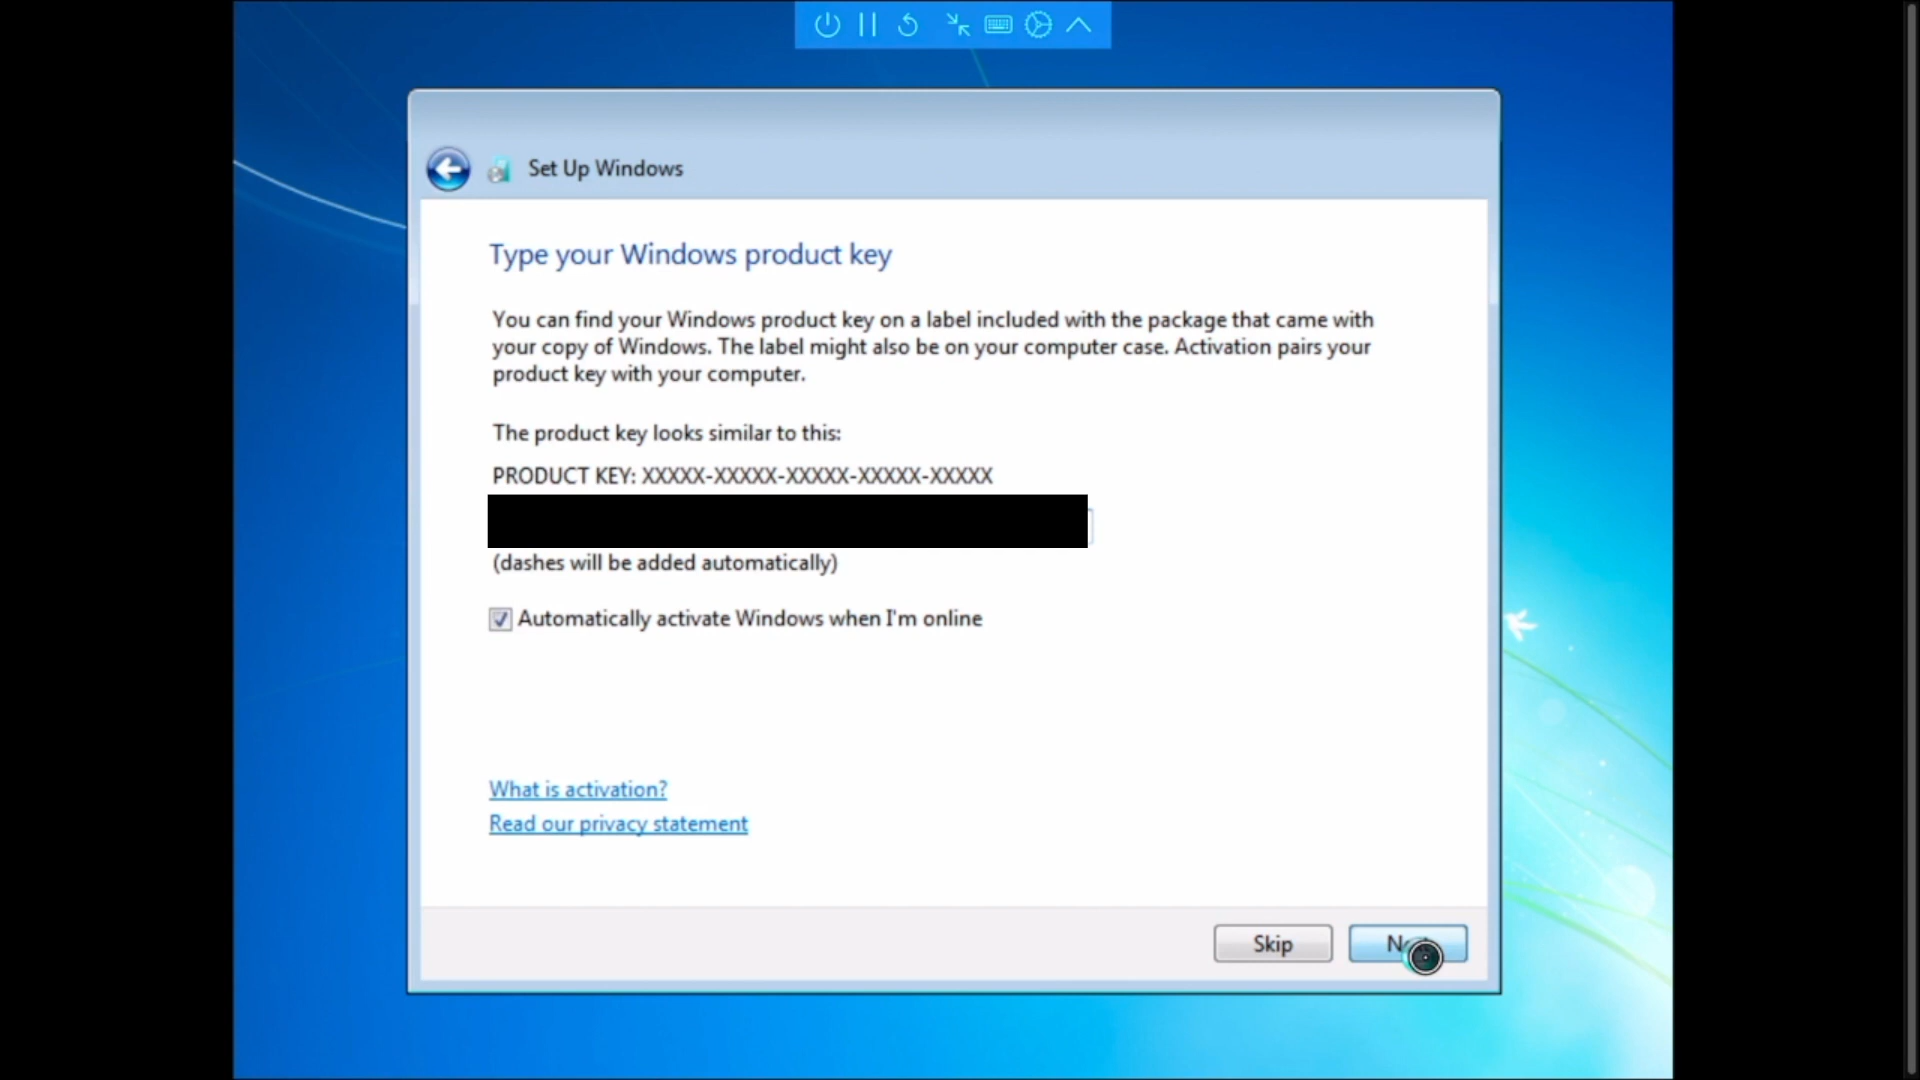 Set Up Windows
Type your Windows product key
You can find your Windows product key on a label included with the package that came with
your copy of Windows. The label might also be on your computer case. Activation pairs your
product key with your computer.
The product key looks similar to this:
PRODUCT KEY: XXXXX-XXXXX-XXXXX-XXXXX-XXXXX
(dashes will be added automatically)
Automatically activate Windows when I'm online
What is activation?
Read our privacy statement
Skip